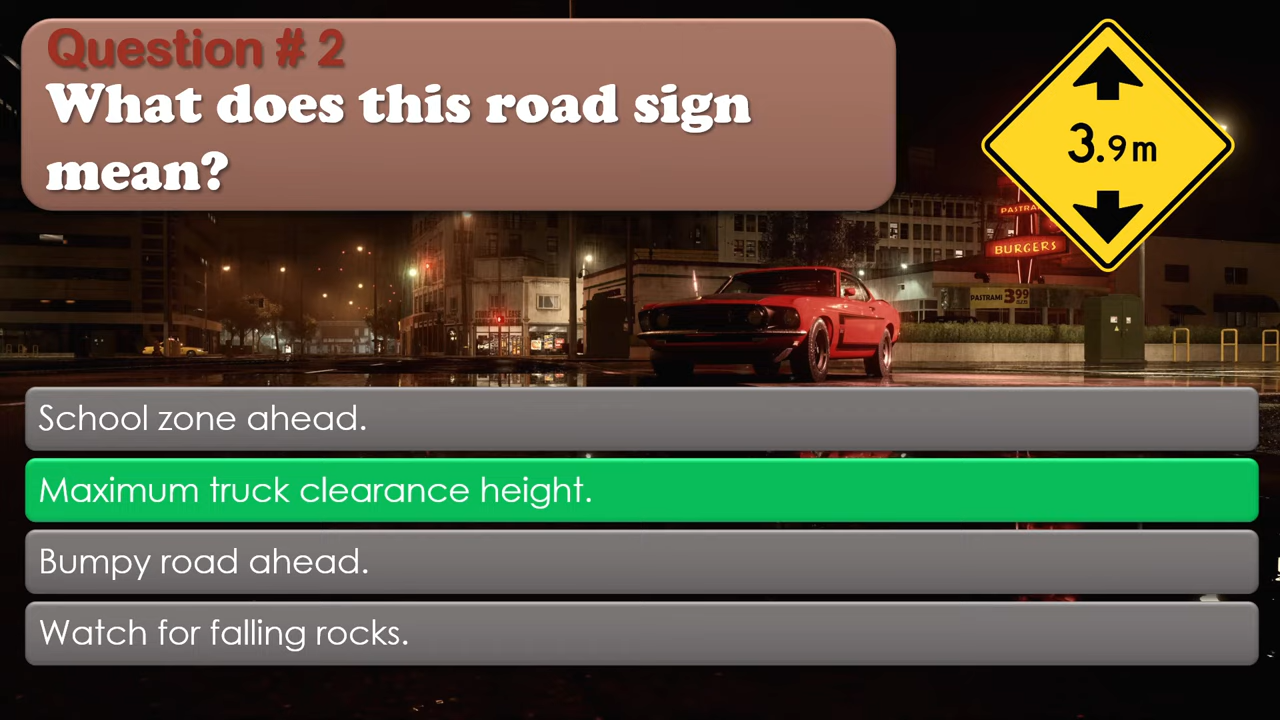 Question # 2
What does this road sign
mean?
3.9 m
PASTRAMI
BURGERS
PASTRAMI 3 99
School zone ahead.
Maximum truck clearance height.
Bumpy road ahead.
Watch for falling rocks.